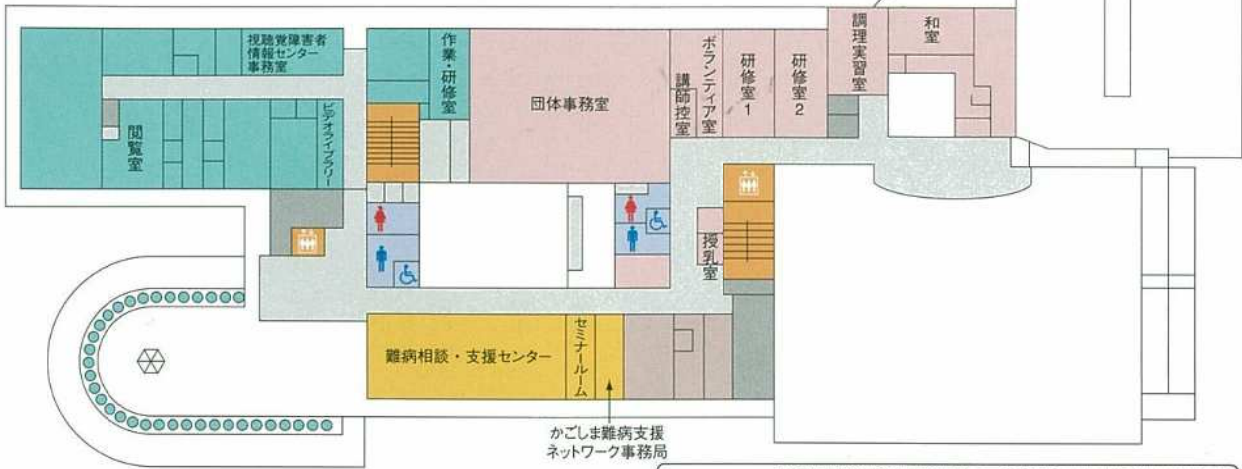 視聴覚障害者
情報センター
事務室
作業・研修室
団体事務室
講師控室
ボランティア室
研修室1
研修室2
調理実習室
和室
閲覧室
ビデオライブラリー
授乳室
難病相談・支援センター
セミナールーム
かごしま難病支援
ネットワーク事務局